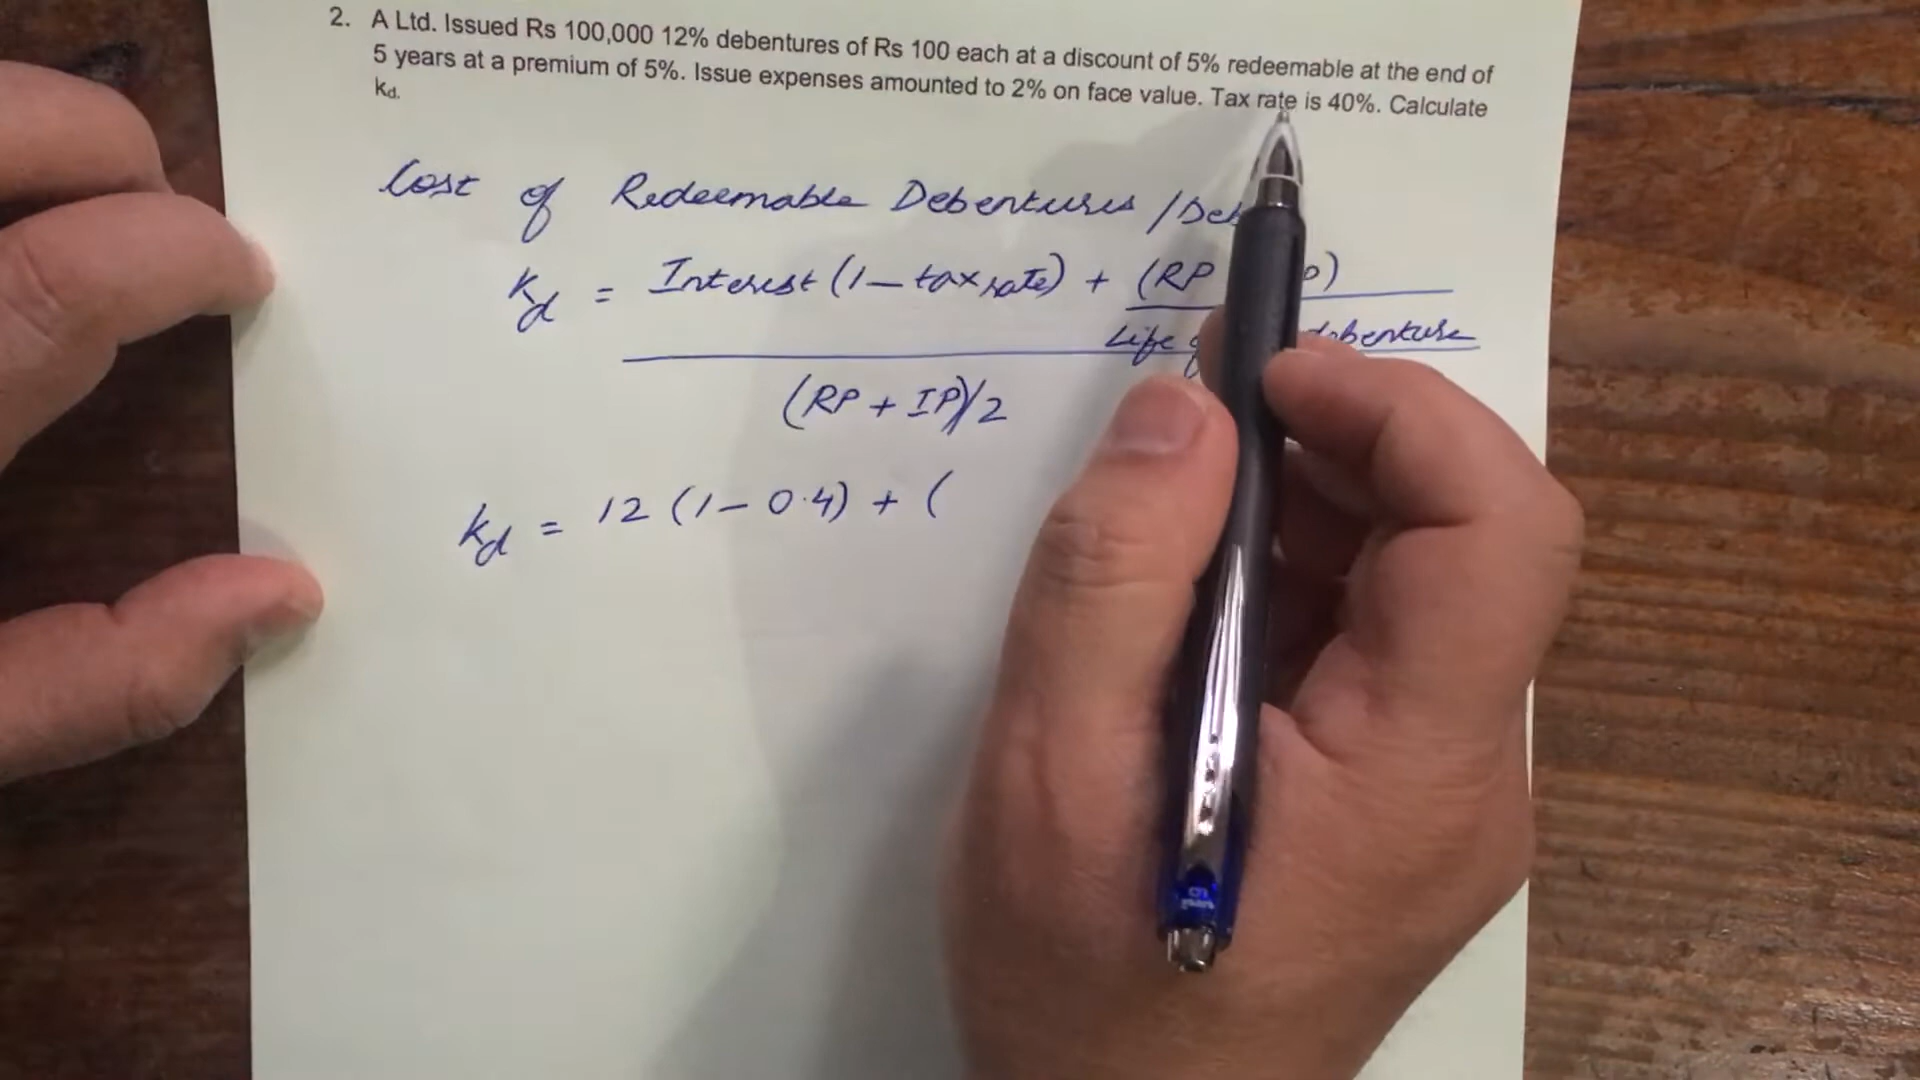 2. A Ltd. Issued Rs 100,000 12% debentures of Rs 100 each at a discount of 5% redeemable at the end of
5 years at a premium of 5%. Issue expenses amounted to 2% on face value. Tax rate is 40%. Calculate
kd.
Cost of Redeemable Debentures /
Kd = Interest (1 – tax rate) + (RP )
Life debenture
(RP + IP)/2
kd = 12 (1 – 0.4) + (